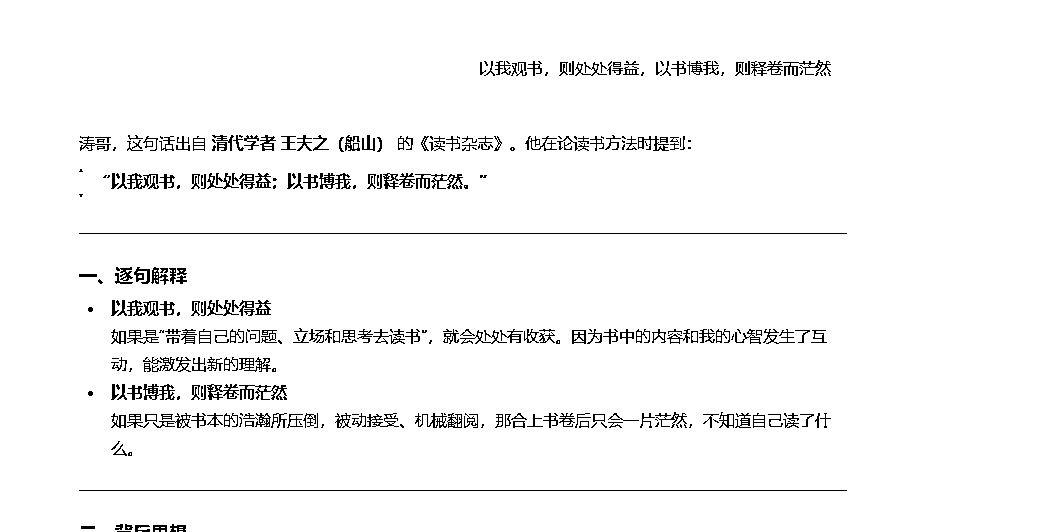 以我观书，则处处得益，以书博我，则释卷而茫然
涛哥，这句话出自 清代学者 王夫之（船山） 的《读书杂志》。他在论读书方法时提到：
“以我观书，则处处得益；以书博我，则释卷而茫然。”
一、逐句解释
• 以我观书，则处处得益
如果是“带着自己的问题、立场和思考去读书”，就会处处有收获。因为书中的内容和我的心智发生了互
动，能激发出新的理解。
• 以书博我，则释卷而茫然
如果只是被书本的浩瀚所压倒，被动接受、机械翻阅，那合上书卷后只会一片茫然，不知道自己读了什
么。